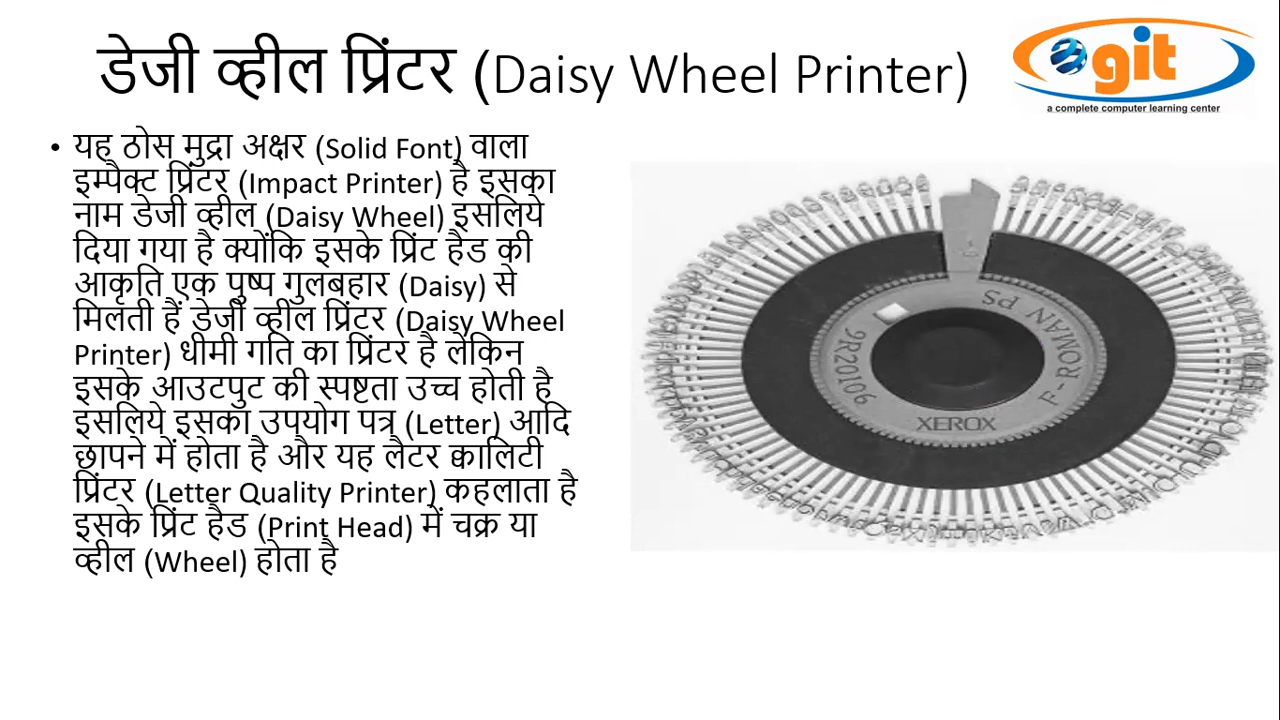 डेजी व्हील प्रिंटर (Daisy Wheel Printer)
egit
a complete computer learning center
• यह ठोस मुद्रा अक्षर (Solid Font) वाला
इम्पैक्ट प्रिंटर (Impact Printer) है इसका
नाम डेजी व्हील (Daisy Wheel) इसलिये
दिया गया है क्योंकि इसके प्रिंट हैड की
आकृति एक पुष्प गुलबहार (Daisy) से
मिलती हैं डेजी व्हील प्रिंटर (Daisy Wheel
Printer) धीमी गति का प्रिंटर है लेकिन
इसके आउटपुट की स्पष्टता उच्च होती है
इसलिये इसका उपयोग पत्र (Letter) आदि
छापने में होता है और यह लैटर क्वालिटी
प्रिंटर (Letter Quality Printer) कहलाता है
इसके प्रिंट हैड (Print Head) में चक्र या
व्हील (Wheel) होता है
F-ROMAN PS
9R20109
XEROX